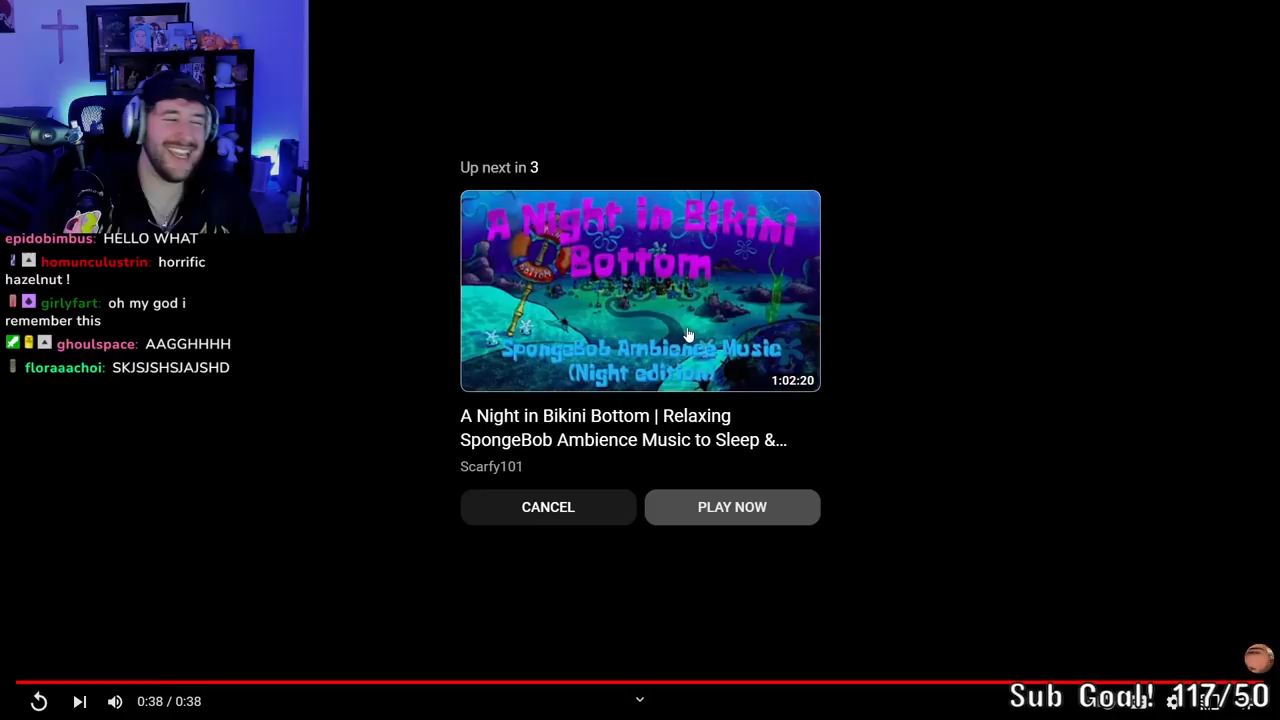 epidobimbus: HELLO WHAT
homunculustrin: horrific
hazelnut !
girlyfart: oh my god i
remember this
ghoulspace: AAGGHHHH
floraaachoi: SKJSJSHSJAJSHD
Up next in 3
A Night in Bikini
Bottom
BOTTOM
SpongeBob Ambience Music
(Night edition)
1:02:20
A Night in Bikini Bottom | Relaxing
SpongeBob Ambience Music to Sleep &...
Scarfy101
CANCEL
PLAY NOW
0:38 / 0:38
Sub Goal! 117/50